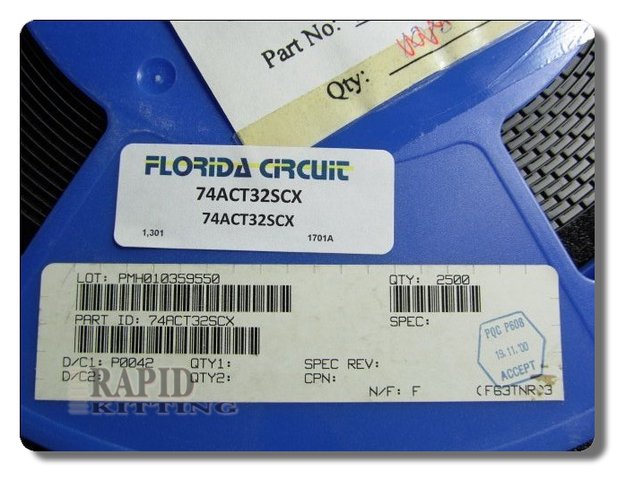 Part No:
Qty:
FLORIDA CIRCUIT
74ACT32SCX
74ACT32SCX
1,301 1701A
LOT: PMH010359550 QTY: 2500
PART ID: 74ACT32SCX SPEC:
D/C1: P0042 QTY1: SPEC REV:
D/C2: QTY2: CPN:
N/F: F (F63TNR)3
PQC P608
19.11.'00
ACCEPT
RAPID
KITTING